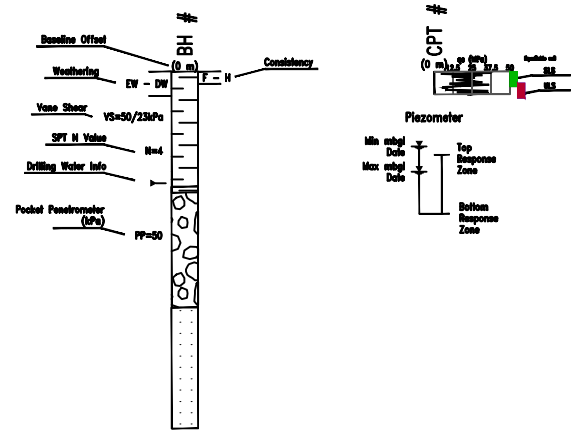 BH #
Baseline Offset
(0 m)
Weathering
EW - DW
F - H
Consistency
Vane Shear
VS=50/23kPa
SPT N Value
N=4
Drilling Water Info
Pocket Penetrometer
(kPa)
PP=50
CPT #
qc (kPa)
(0 m)
12.5 25 37.5 50
SLS
ULS
Piezometer
Min mbgl
Date
Max mbgl
Date
Top
Response
Zone
Bottom
Response
Zone